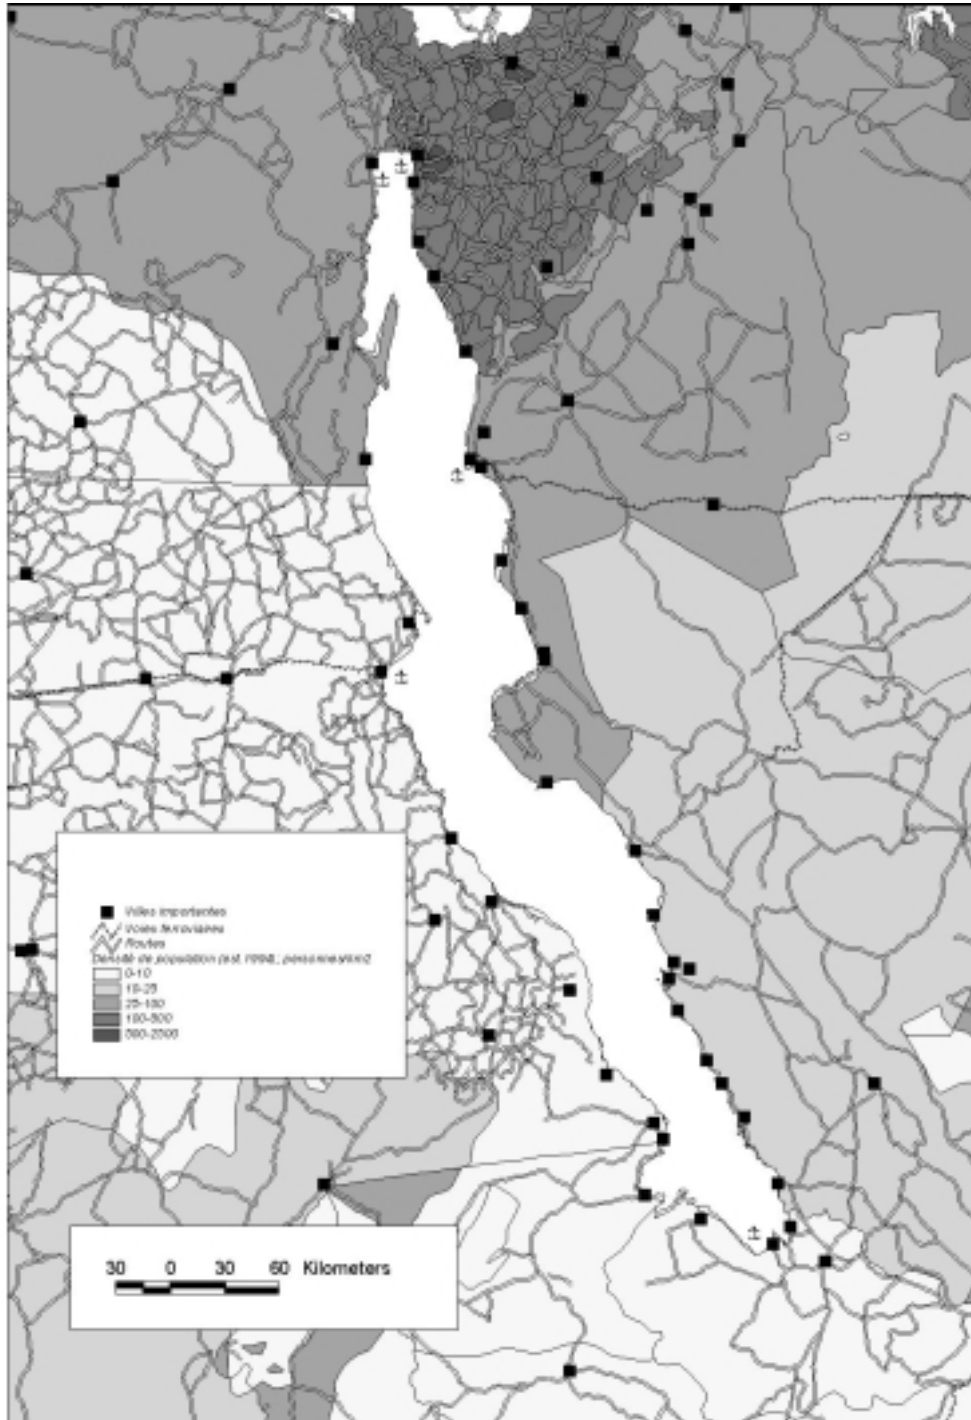 Villes importantes
Voies ferroviaires
Routes
Densité de population (est. 1994), personnes/km2
0-10
10-25
25-100
100-500
500-2500
30 0 30 60 Kilometers